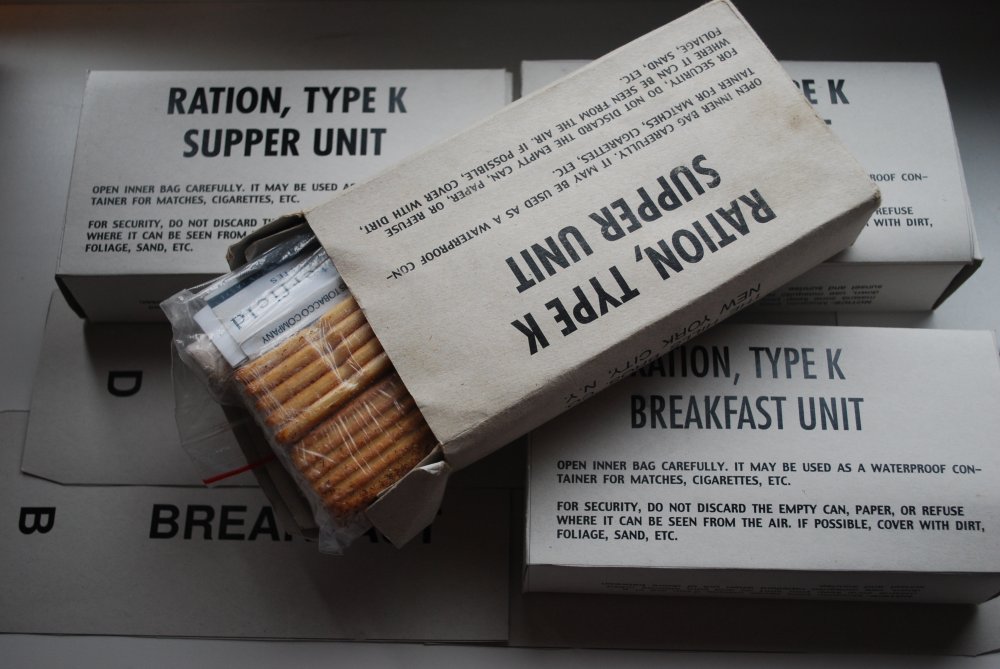 RATION, TYPE K
SUPPER UNIT
OPEN INNER BAG CAREFULLY. IT MAY BE USED AS
TAINER FOR MATCHES, CIGARETTES, ETC.
FOR SECURITY, DO NOT DISCARD
WHERE IT CAN BE SEEN FROM
FOLIAGE, SAND, ETC.
RATION, TYPE K
SUPPER UNIT
OPEN INNER BAG CAREFULLY. IT MAY BE USED AS A WATERPROOF CON-
TAINER FOR MATCHES, CIGARETTES, ETC.
FOR SECURITY, DO NOT DISCARD THE EMPTY CAN, PAPER, OR REFUSE
WHERE IT CAN BE SEEN FROM THE AIR. IF POSSIBLE, COVER WITH DIRT,
FOLIAGE, SAND, ETC.
NEW YORK CITY, N.Y.
TOBACCO COMPANY
E K
OF CON-
REFUSE
WITH DIRT,
RATION, TYPE K
BREAKFAST UNIT
OPEN INNER BAG CAREFULLY. IT MAY BE USED AS A WATERPROOF CON-
TAINER FOR MATCHES, CIGARETTES, ETC.
FOR SECURITY, DO NOT DISCARD THE EMPTY CAN, PAPER, OR REFUSE
WHERE IT CAN BE SEEN FROM THE AIR. IF POSSIBLE, COVER WITH DIRT,
FOLIAGE, SAND, ETC.
D
B
BREA